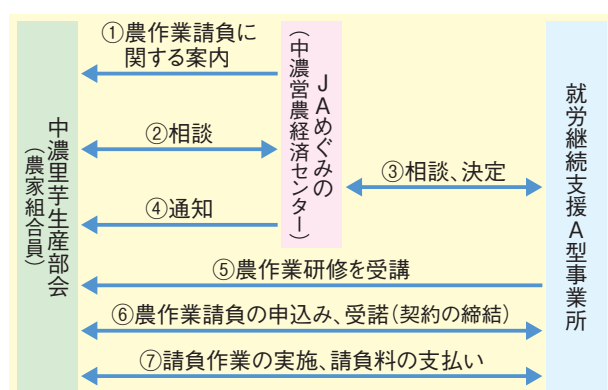 ①農作業請負に
関する案内
②相談
③相談、決定
④通知
⑤農作業研修を受講
⑥農作業請負の申込み、受諾(契約の締結)
⑦請負作業の実施、請負料の支払い
中濃里芋生産部会
(農家組合員)
JAめぐみの
(中濃営農経済センター)
就労継続支援A型事業所